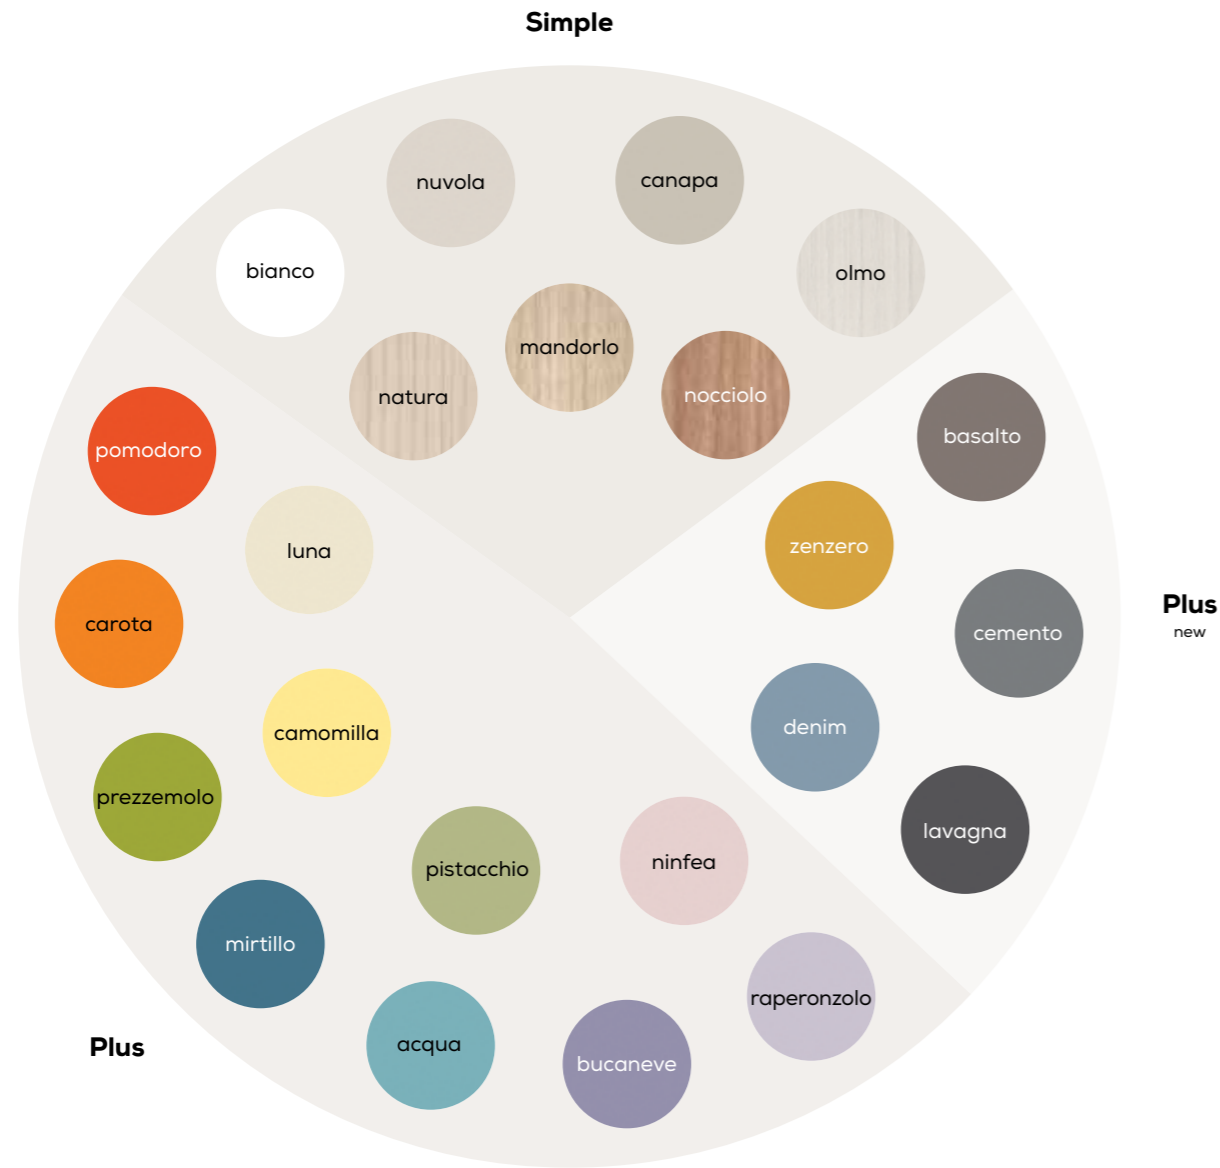 Simple
nuvola
canapa
bianco
olmo
mandorlo
natura
nocciolo
pomodoro
basalto
luna
zenzero
carota
cemento
Plus
new
camomilla
denim
prezzemolo
lavagna
pistacchio
ninfea
mirtillo
raperonzolo
Plus
acqua
bucaneve